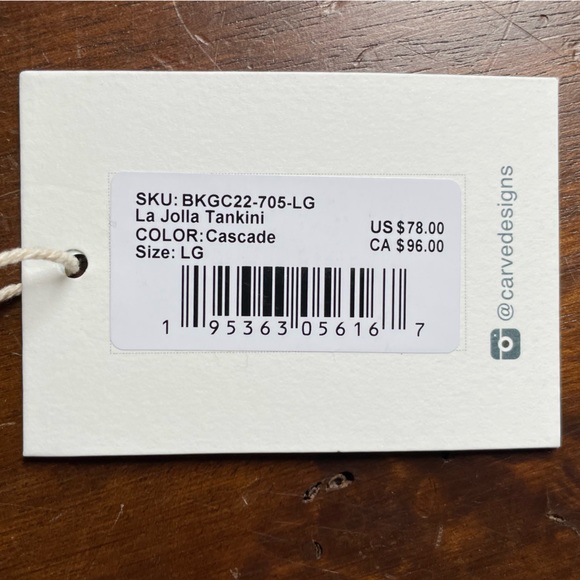 SKU: BKGC22-705-LG
La Jolla Tankini
COLOR:Cascade
Size: LG
US $78.00
CA $96.00
1 95363 05616 7
@carvedesigns